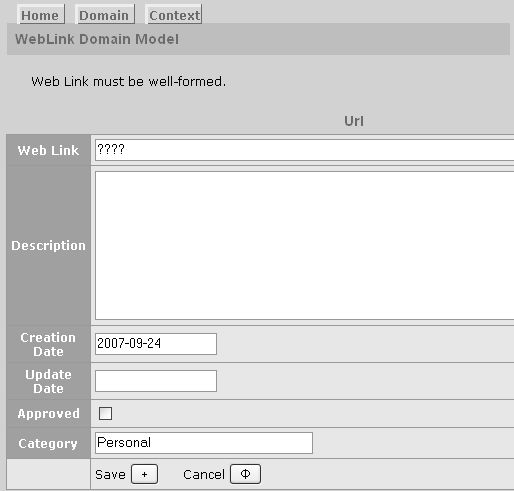 Home Domain Context
WebLink Domain Model
Web Link must be well-formed.
Url
Web Link ????
Description
Creation Date 2007-09-24
Update Date
Approved
Category Personal
Save + Cancel Φ